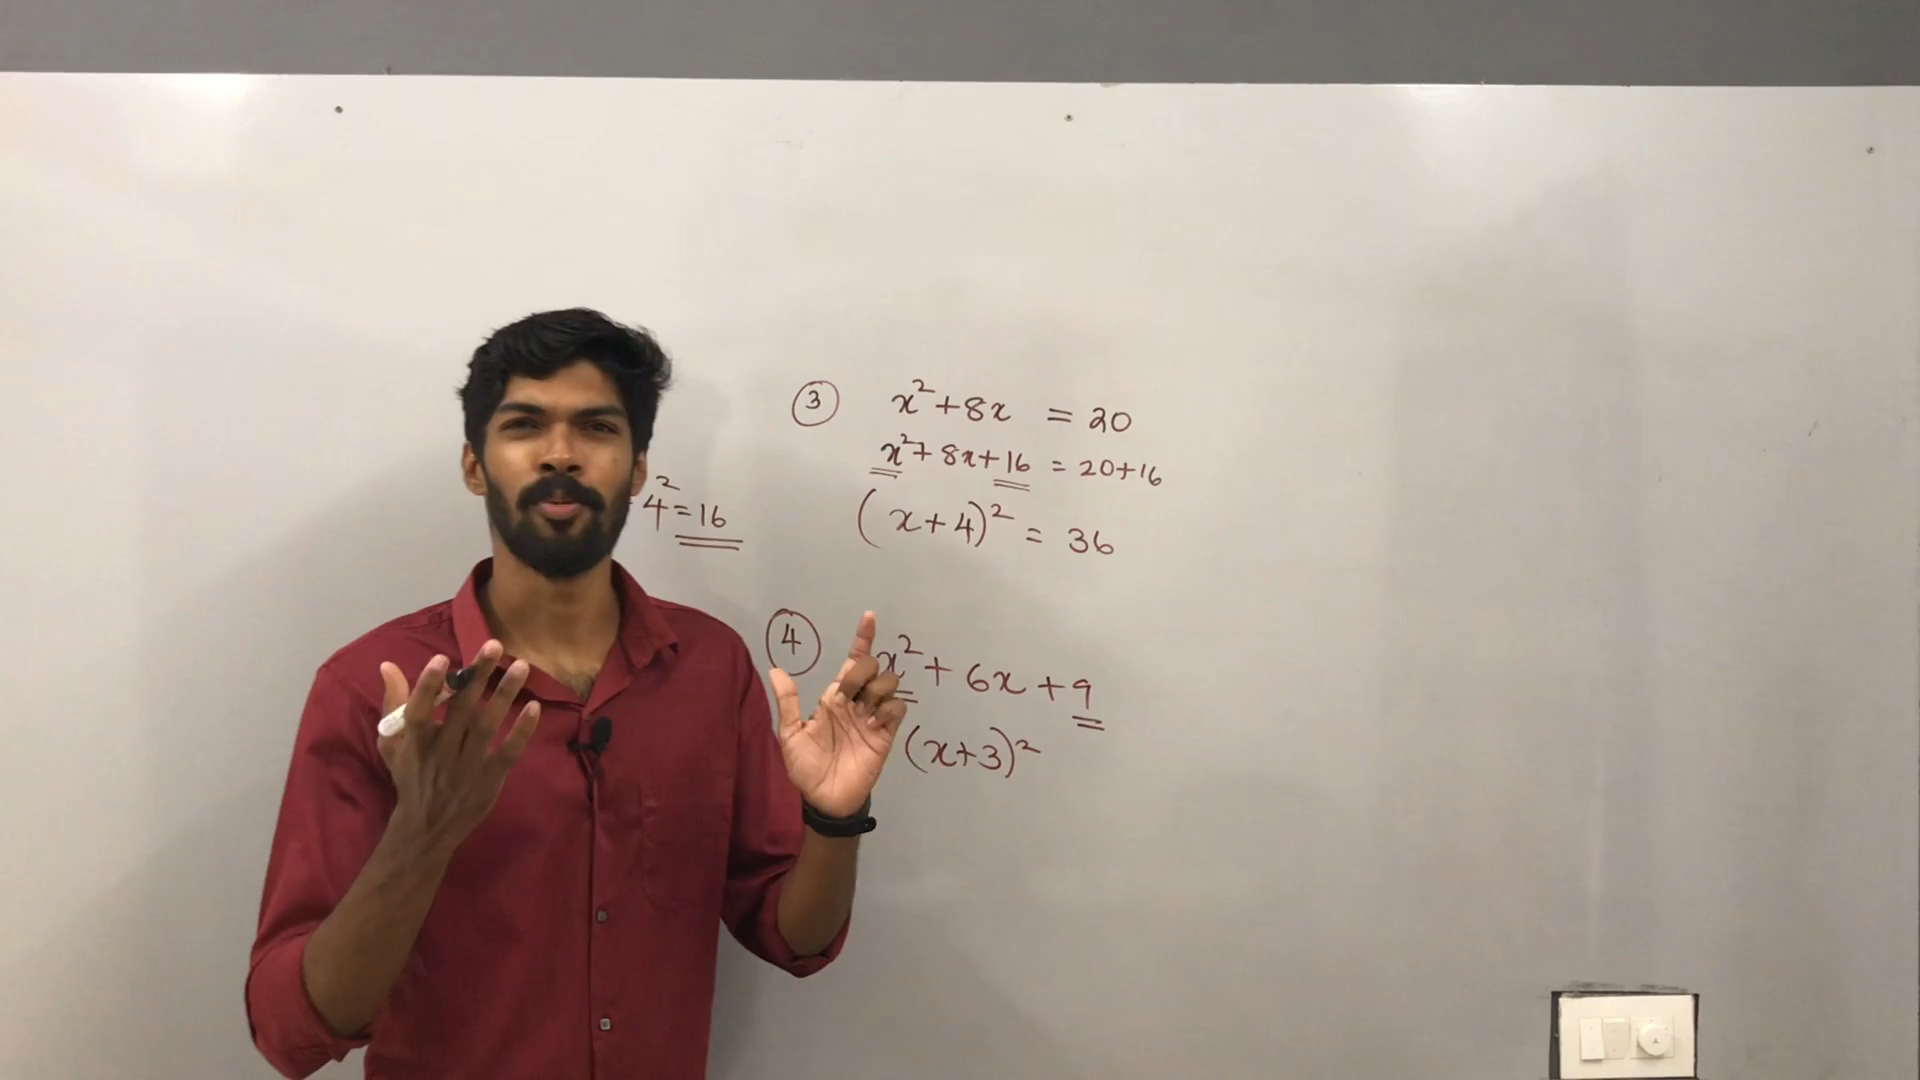 4² = 16
③ x² + 8x = 20
x² + 8x + 16 = 20 + 16
(x + 4)² = 36
④ x² + 6x + 9
(x + 3)²